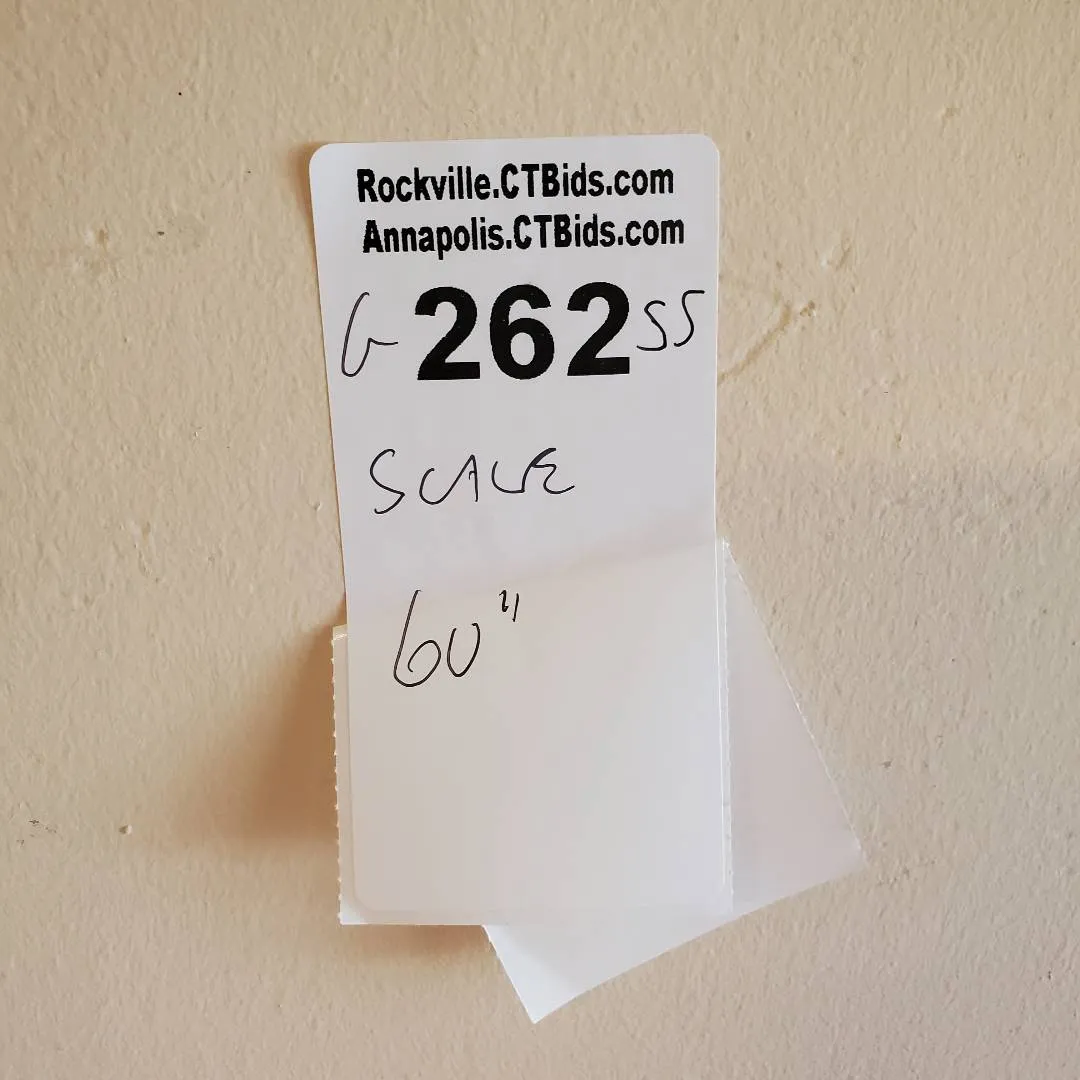 Rockville.CTBids.com
Annapolis.CTBids.com
G 262 SS
SCALE
60"